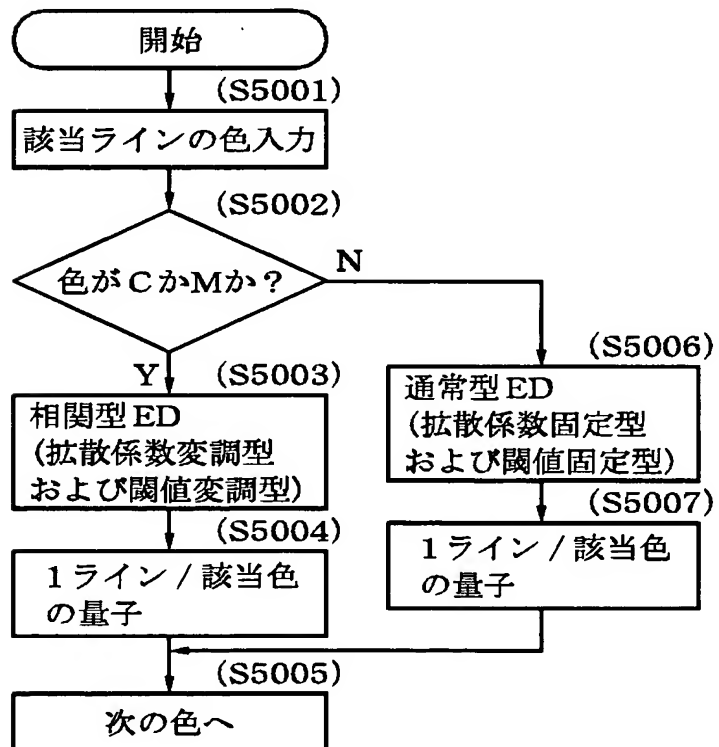 開始
(S5001)
該当ラインの色入力
(S5002)
色がCかMか?
N
Y
(S5003)
相関型ED
(拡散係数変調型
および閾値変調型)
(S5004)
1ライン/該当色
の量子
(S5006)
通常型ED
(拡散係数固定型
および閾値固定型)
(S5007)
1ライン/該当色
の量子
(S5005)
次の色へ